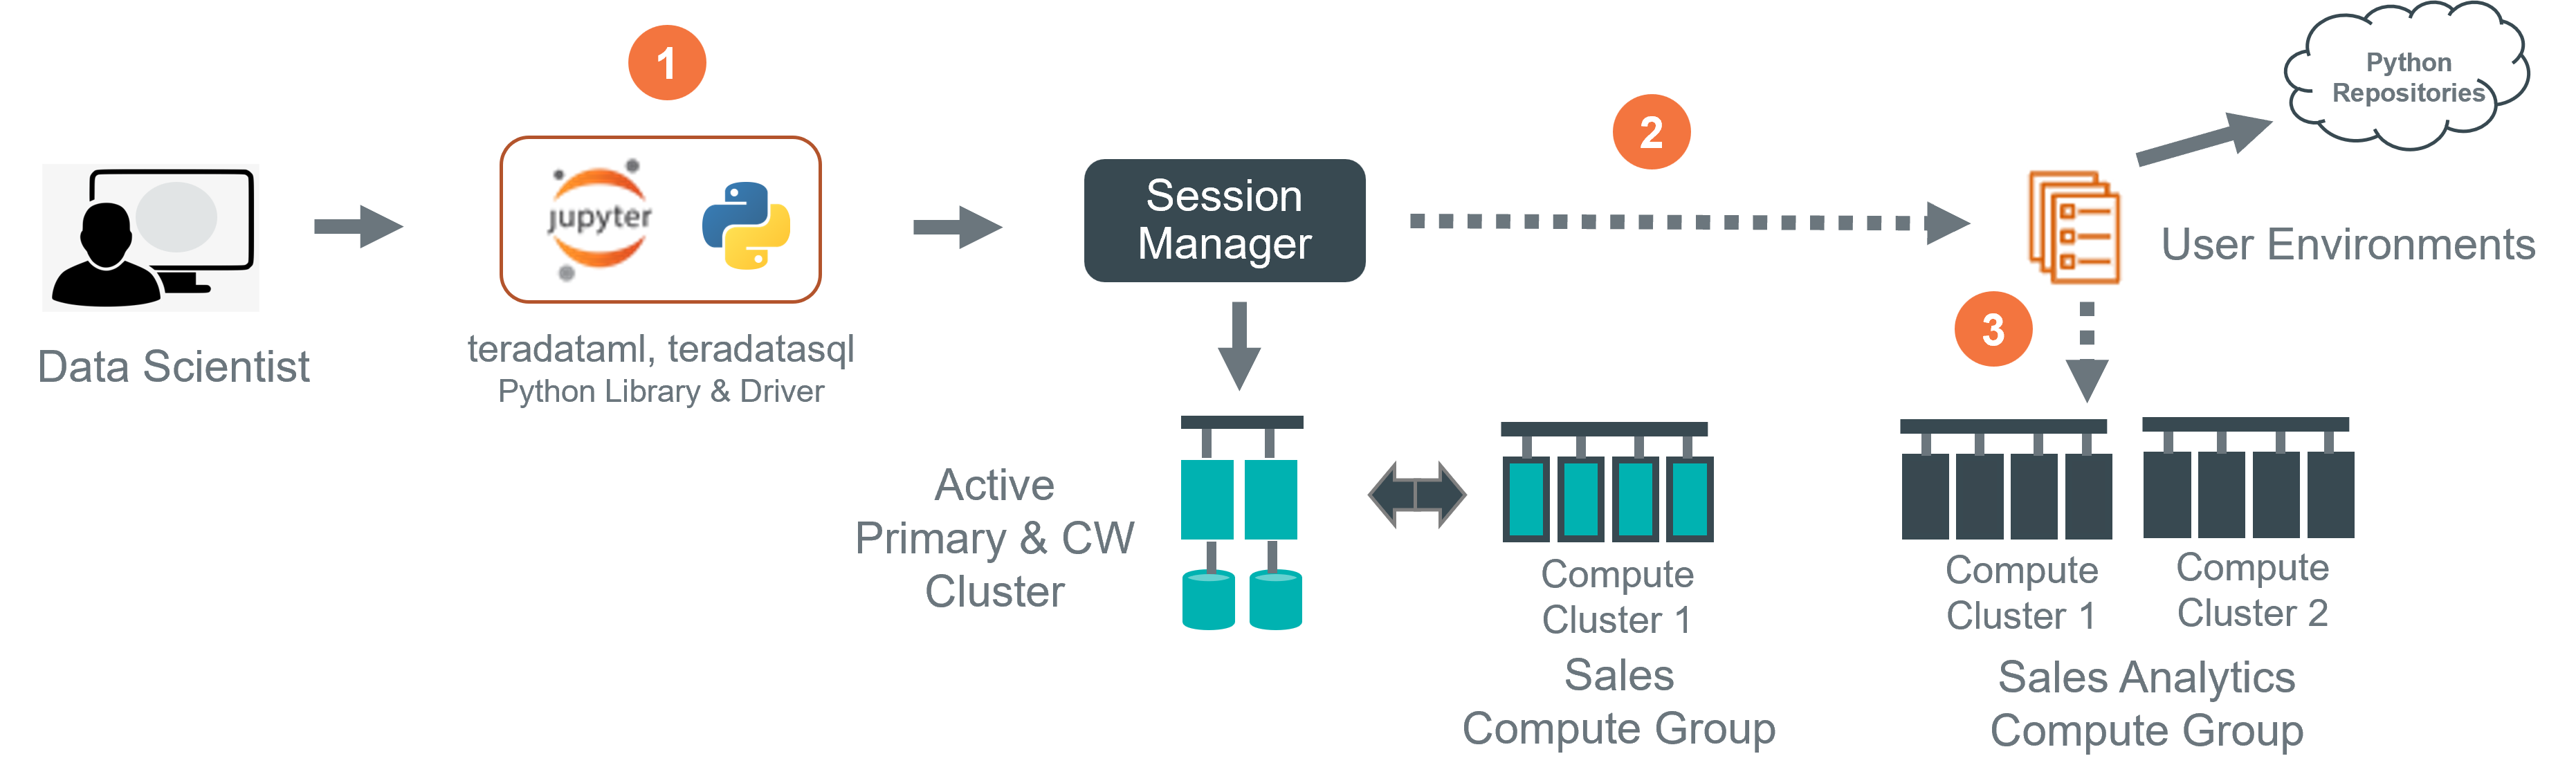 1
2
3
Python
Repositories
jupyter
Session
Manager
User Environments
Data Scientist
teradataml, teradatasql
Python Library & Driver
Active
Primary & CW
Cluster
Compute
Cluster 1
Sales
Compute Group
Compute
Cluster 1
Compute
Cluster 2
Sales Analytics
Compute Group